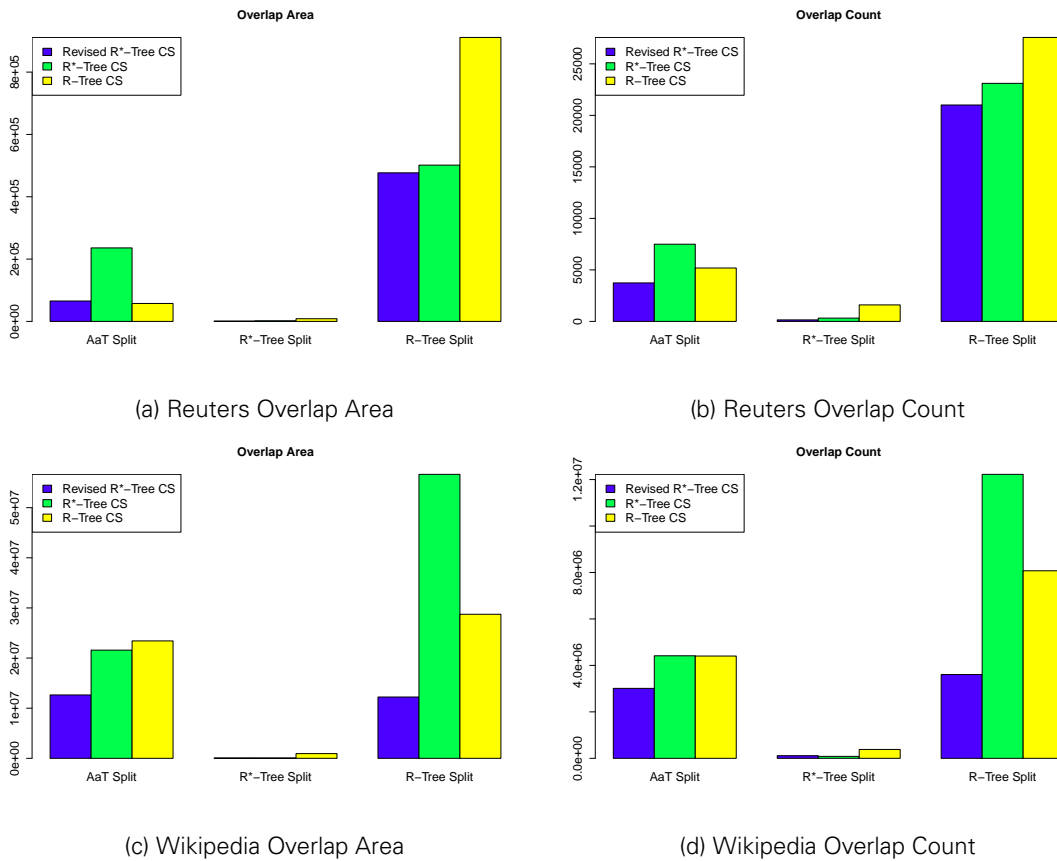 Overlap Area
Revised R*−Tree CS
R*−Tree CS
R−Tree CS
0e+00
2e+05
4e+05
6e+05
8e+05
AaT Split
R*−Tree Split
R−Tree Split
(a) Reuters Overlap Area
Overlap Count
Revised R*−Tree CS
R*−Tree CS
R−Tree CS
0
5000
10000
15000
20000
25000
AaT Split
R*−Tree Split
R−Tree Split
(b) Reuters Overlap Count
Overlap Area
Revised R*−Tree CS
R*−Tree CS
R−Tree CS
0e+00
1e+07
2e+07
3e+07
4e+07
5e+07
AaT Split
R*−Tree Split
R−Tree Split
(c) Wikipedia Overlap Area
Overlap Count
Revised R*−Tree CS
R*−Tree CS
R−Tree CS
0.0e+00
4.0e+06
8.0e+06
1.2e+07
AaT Split
R*−Tree Split
R−Tree Split
(d) Wikipedia Overlap Count